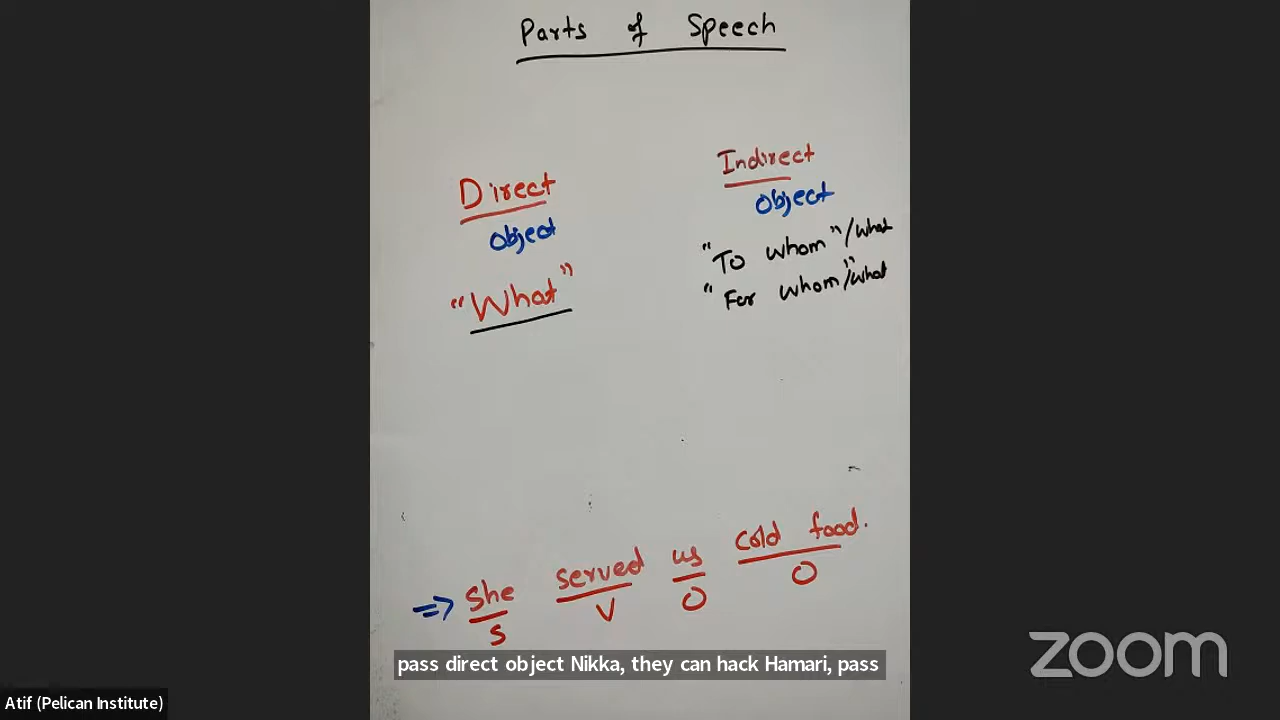 Parts of Speech
Direct
Object
"What"
Indirect
Object
"To whom"/what
"For whom"/what
⇒ She served us cold food.
S V O O
pass direct object Nikka, they can hack Hamari, pass
zoom
Atif (Pelican Institute)